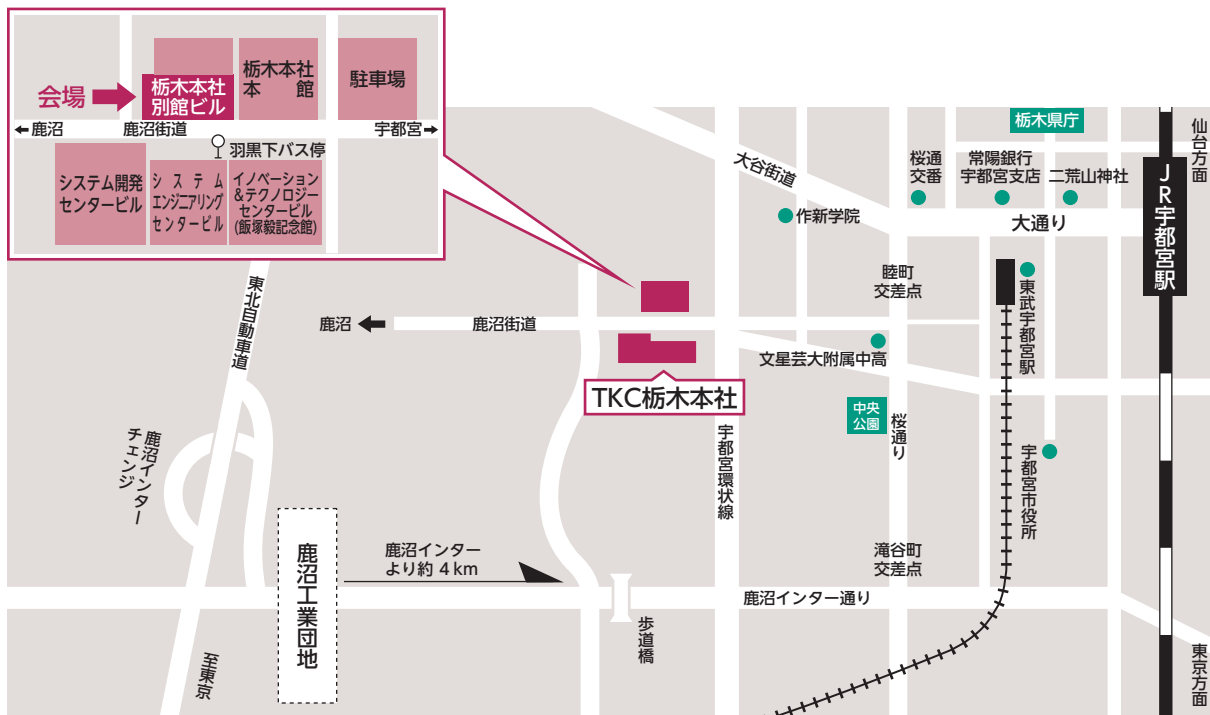 会場
栃木本社
別館ビル
栃木本社
本　館
駐車場
鹿沼
鹿沼街道
宇都宮
羽黒下バス停
システム開発
センタービル
システム
エンジニアリング
センタービル
イノベーション
＆テクノロジー
センタービル
(飯塚毅記念館)
栃木県庁
仙台方面
大谷街道
桜通
交番
常陽銀行
宇都宮支店
二荒山神社
JR宇都宮駅
作新学院
大通り
睦町
交差点
東武宇都宮駅
東北自動車道
鹿沼
鹿沼街道
文星芸大附属中高
TKC栃木本社
中央
公園
桜通り
宇都宮環状線
宇都宮市役所
鹿沼インター
チェンジ
鹿沼工業団地
鹿沼インター
より約 4 km
滝谷町
交差点
鹿沼インター通り
歩道橋
至東京
東京方面